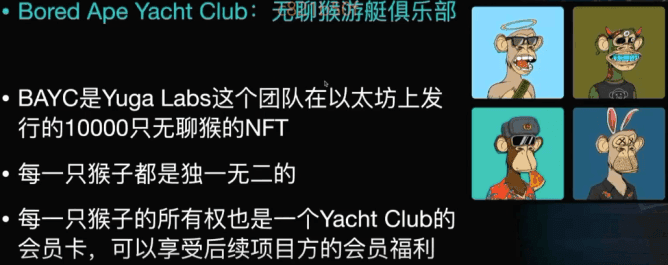 • Bored Ape Yacht Club：无聊猴游艇俱乐部
• BAYC是Yuga Labs这个团队在以太坊上发
行的10000只无聊猴的NFT
• 每一只猴子都是独一无二的
• 每一只猴子的所有权也是一个Yacht Club的
会员卡，可以享受后续项目方的会员福利